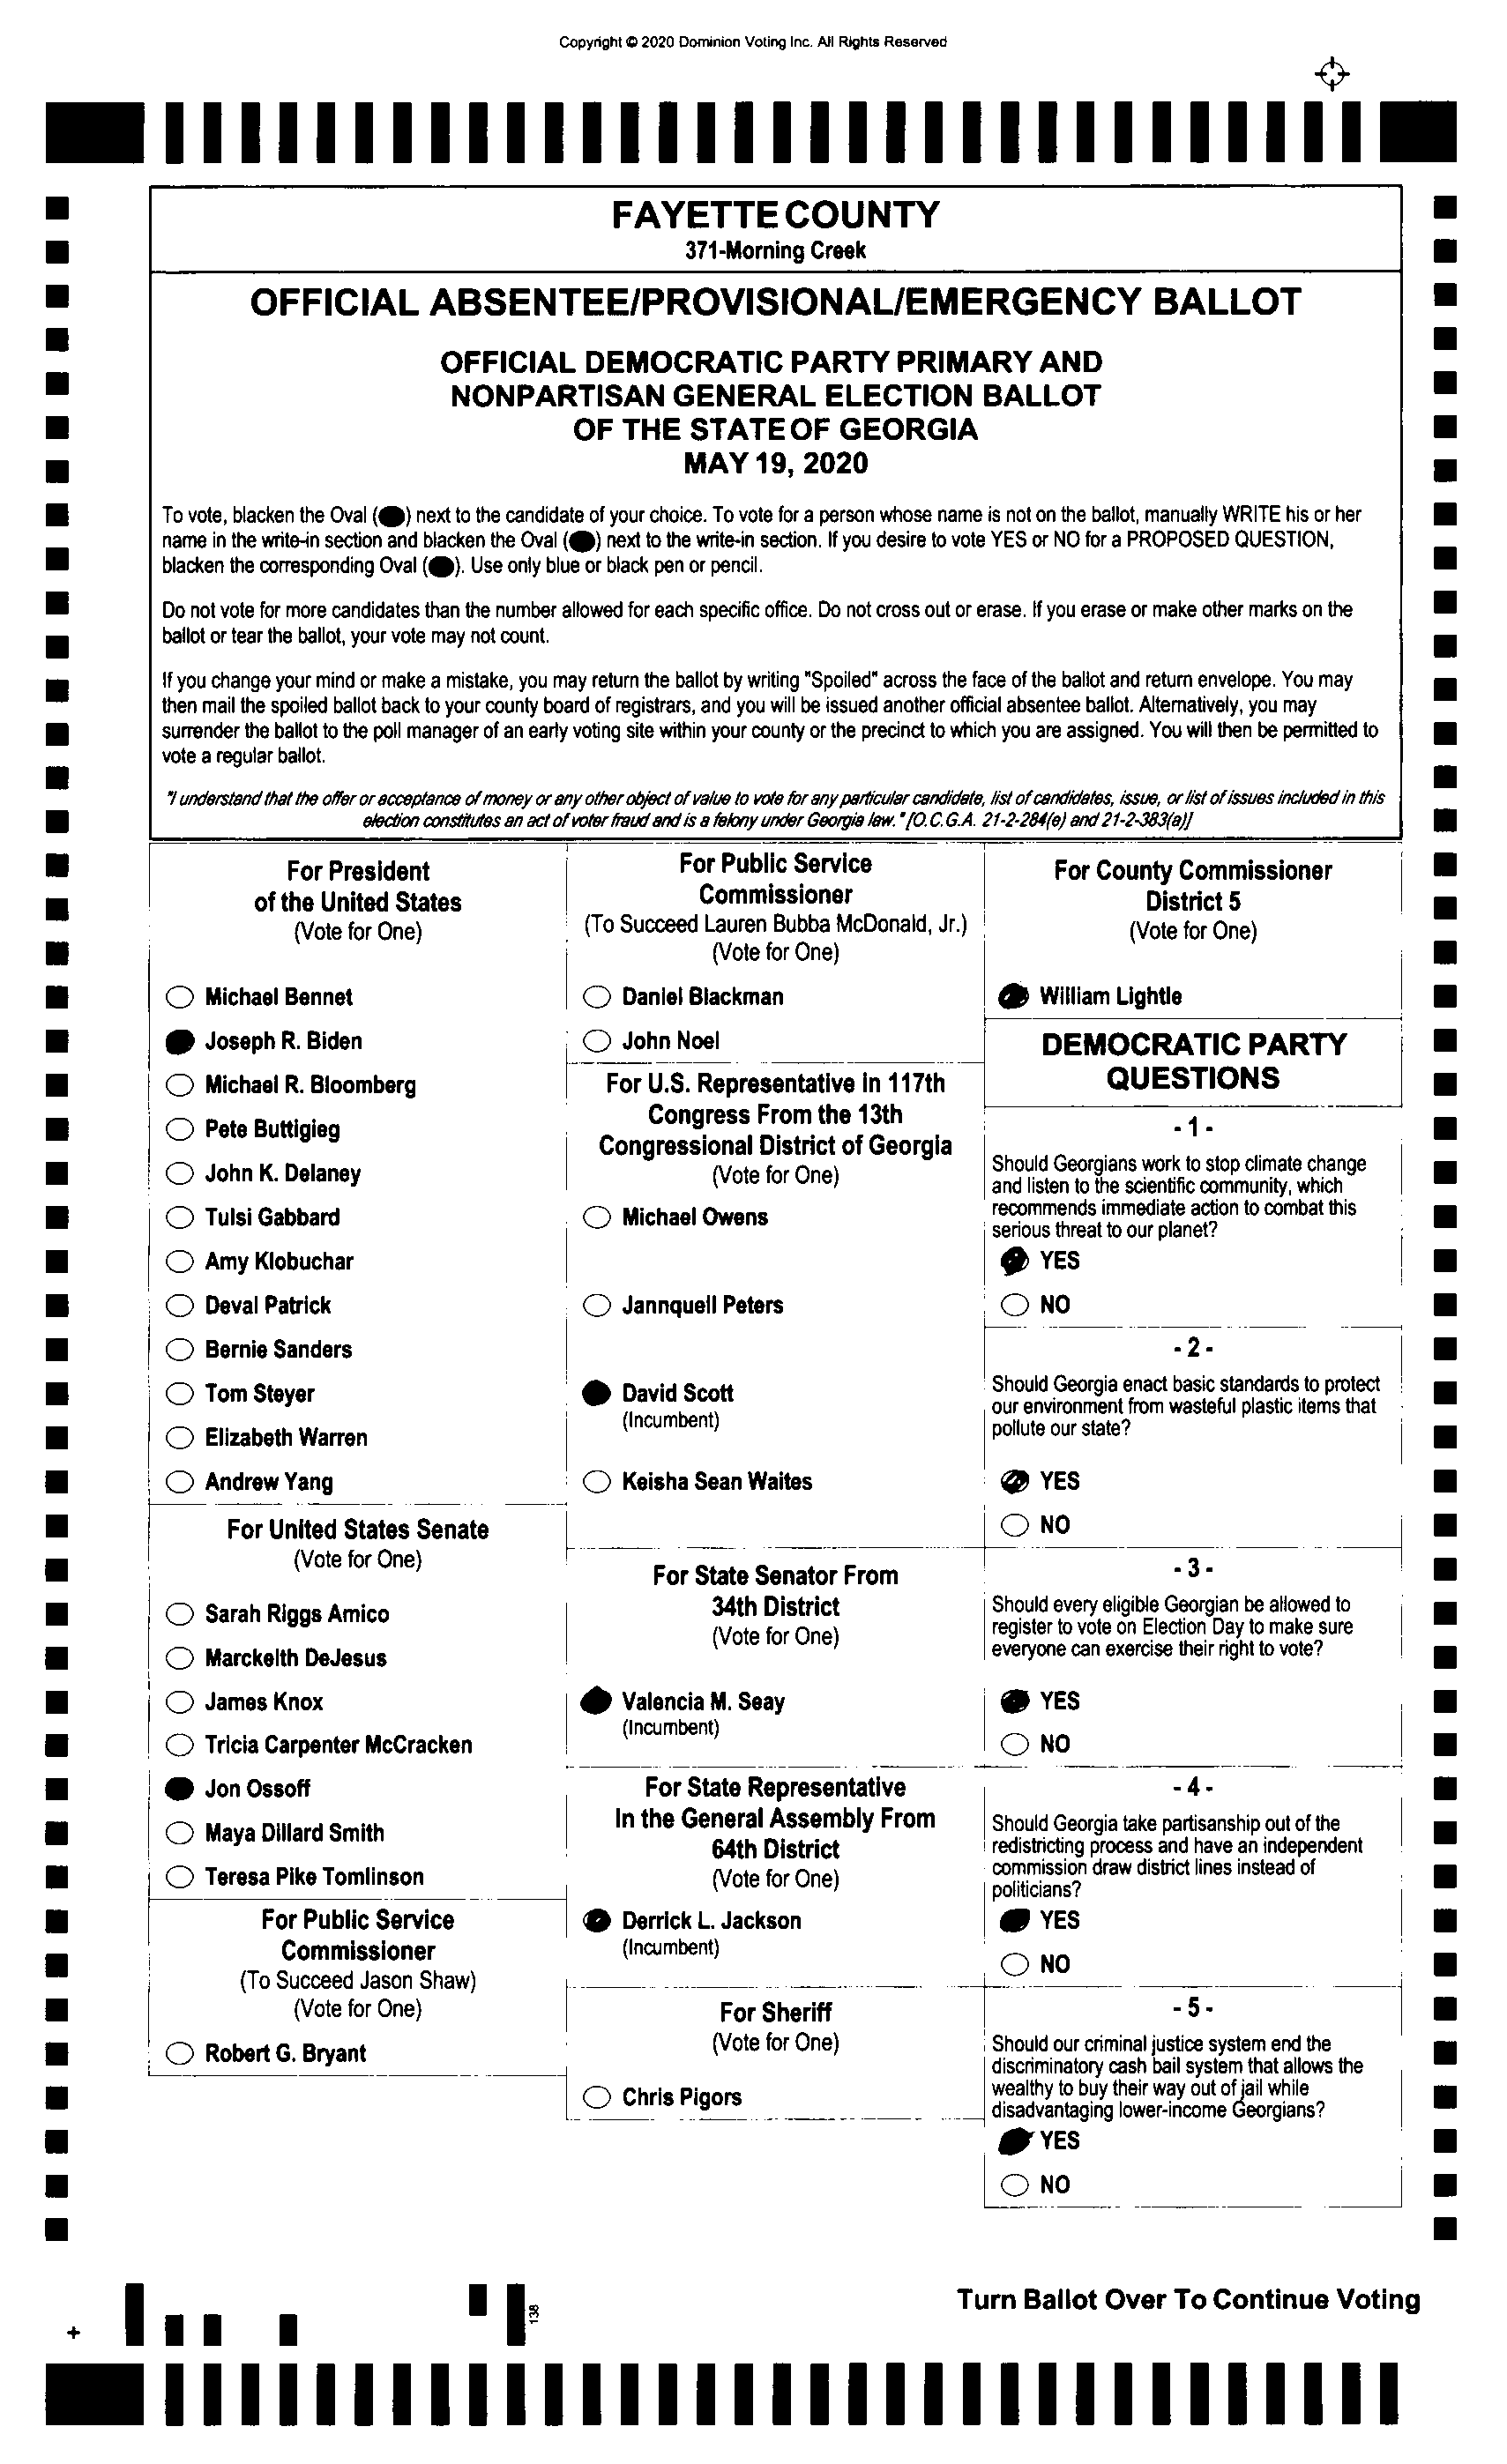 Copyright © 2020 Dominion Voting Inc. All Rights Reserved
FAYETTE COUNTY
371-Morning Creek
OFFICIAL ABSENTEE/PROVISIONAL/EMERGENCY BALLOT
OFFICIAL DEMOCRATIC PARTY PRIMARY AND
NONPARTISAN GENERAL ELECTION BALLOT
OF THE STATE OF GEORGIA
MAY 19, 2020
To vote, blacken the Oval ( ) next to the candidate of your choice. To vote for a person whose name is not on the ballot, manually WRITE his or her
name in the write-in section and blacken the Oval ( ) next to the write-in section. If you desire to vote YES or NO for a PROPOSED QUESTION,
blacken the corresponding Oval ( ). Use only blue or black pen or pencil.
Do not vote for more candidates than the number allowed for each specific office. Do not cross out or erase. If you erase or make other marks on the
ballot or tear the ballot, your vote may not count.
If you change your mind or make a mistake, you may return the ballot by writing "Spoiled" across the face of the ballot and return envelope. You may
then mail the spoiled ballot back to your county board of registrars, and you will be issued another official absentee ballot. Alternatively, you may
surrender the ballot to the poll manager of an early voting site within your county or the precinct to which you are assigned. You will then be permitted to
vote a regular ballot.
"I understand that the offer or acceptance of money or any other object of value to vote for any particular candidate, list of candidates, issue, or list of issues included in this
election constitutes an act of voter fraud and is a felony under Georgia law." [O.C.G.A. 21-2-284(e) and 21-2-383(a)]
For President
of the United States
(Vote for One)
Michael Bennet
Joseph R. Biden
Michael R. Bloomberg
Pete Buttigieg
John K. Delaney
Tulsi Gabbard
Amy Klobuchar
Deval Patrick
Bernie Sanders
Tom Steyer
Elizabeth Warren
Andrew Yang
For United States Senate
(Vote for One)
Sarah Riggs Amico
Marckeith DeJesus
James Knox
Tricia Carpenter McCracken
Jon Ossoff
Maya Dillard Smith
Teresa Pike Tomlinson
For Public Service
Commissioner
(To Succeed Jason Shaw)
(Vote for One)
Robert G. Bryant
For Public Service
Commissioner
(To Succeed Lauren Bubba McDonald, Jr.)
(Vote for One)
Daniel Blackman
John Noel
For U.S. Representative in 117th
Congress From the 13th
Congressional District of Georgia
(Vote for One)
Michael Owens
Jannquell Peters
David Scott
(Incumbent)
Keisha Sean Waites
For State Senator From
34th District
(Vote for One)
Valencia M. Seay
(Incumbent)
For State Representative
In the General Assembly From
64th District
(Vote for One)
Derrick L. Jackson
(Incumbent)
For Sheriff
(Vote for One)
Chris Pigors
For County Commissioner
District 5
(Vote for One)
William Lightle
DEMOCRATIC PARTY
QUESTIONS
- 1 -
Should Georgians work to stop climate change
and listen to the scientific community, which
recommends immediate action to combat this
serious threat to our planet?
YES
NO
- 2 -
Should Georgia enact basic standards to protect
our environment from wasteful plastic items that
pollute our state?
YES
NO
- 3 -
Should every eligible Georgian be allowed to
register to vote on Election Day to make sure
everyone can exercise their right to vote?
YES
NO
- 4 -
Should Georgia take partisanship out of the
redistricting process and have an independent
commission draw district lines instead of
politicians?
YES
NO
- 5 -
Should our criminal justice system end the
discriminatory cash bail system that allows the
wealthy to buy their way out of jail while
disadvantaging lower-income Georgians?
YES
NO
Turn Ballot Over To Continue Voting
138